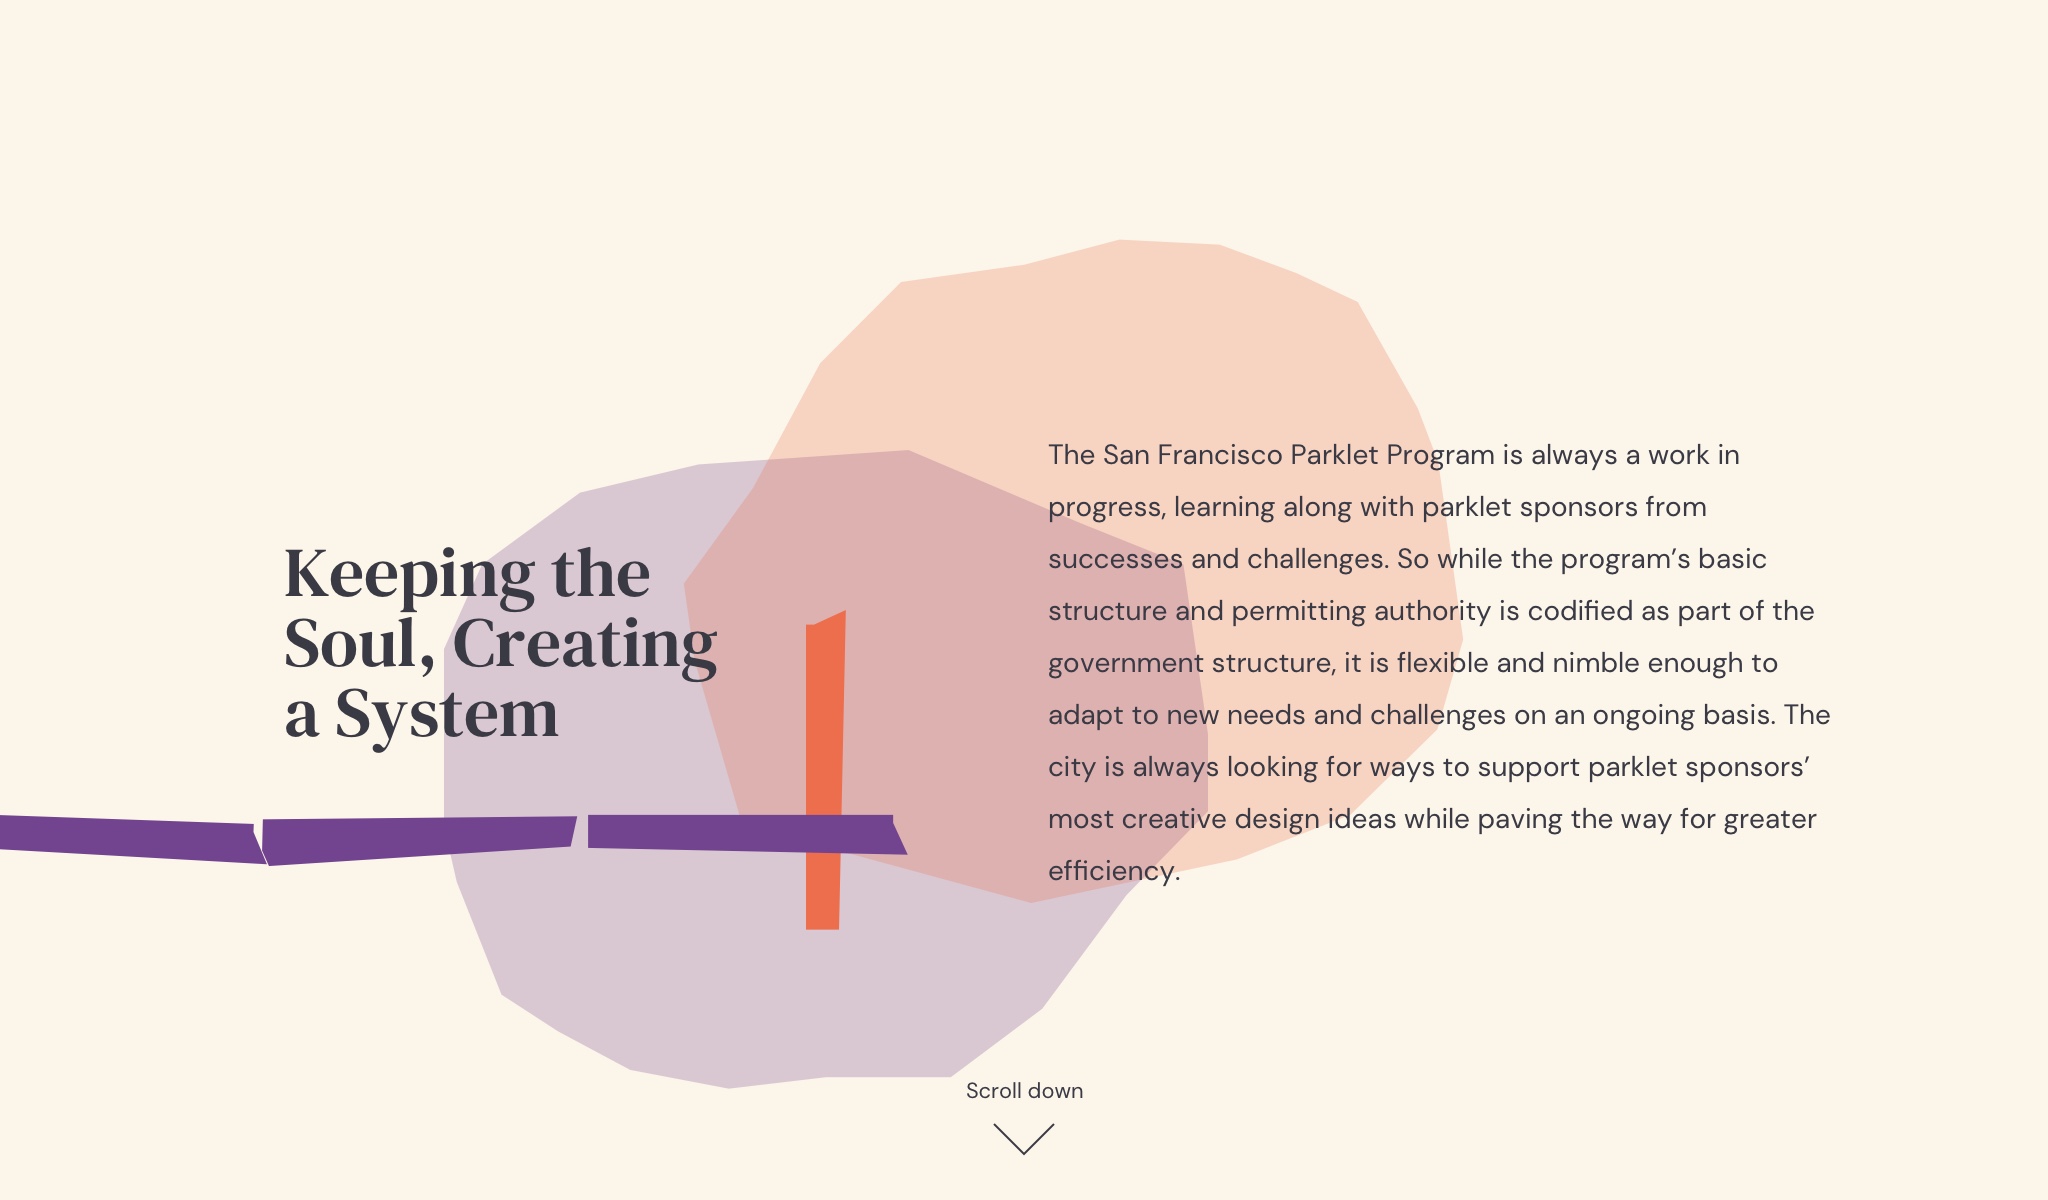 Keeping the
Soul, Creating
a System
The San Francisco Parklet Program is always a work in
progress, learning along with parklet sponsors from
successes and challenges. So while the program’s basic
structure and permitting authority is codified as part of the
government structure, it is flexible and nimble enough to
adapt to new needs and challenges on an ongoing basis. The
city is always looking for ways to support parklet sponsors’
most creative design ideas while paving the way for greater
efficiency.
Scroll down